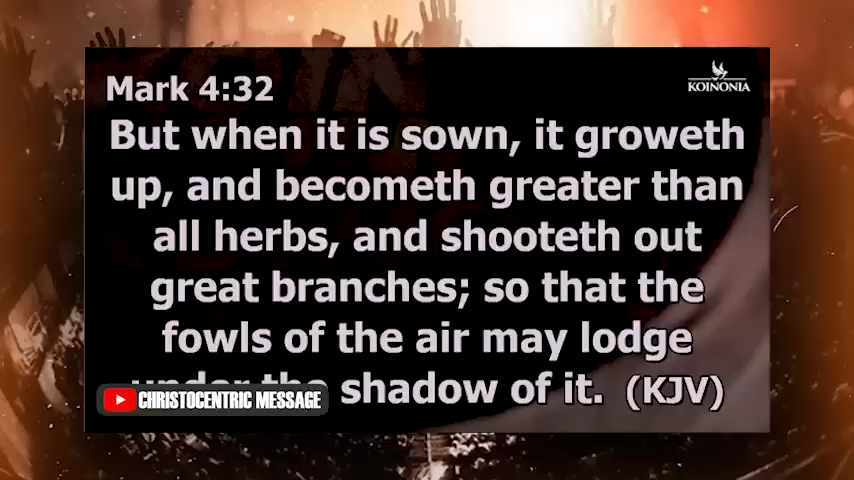 Mark 4:32
KOINONIA
But when it is sown, it groweth
up, and becometh greater than
all herbs, and shooteth out
great branches; so that the
fowls of the air may lodge
under the shadow of it. (KJV)
CHRISTOCENTRIC MESSAGE